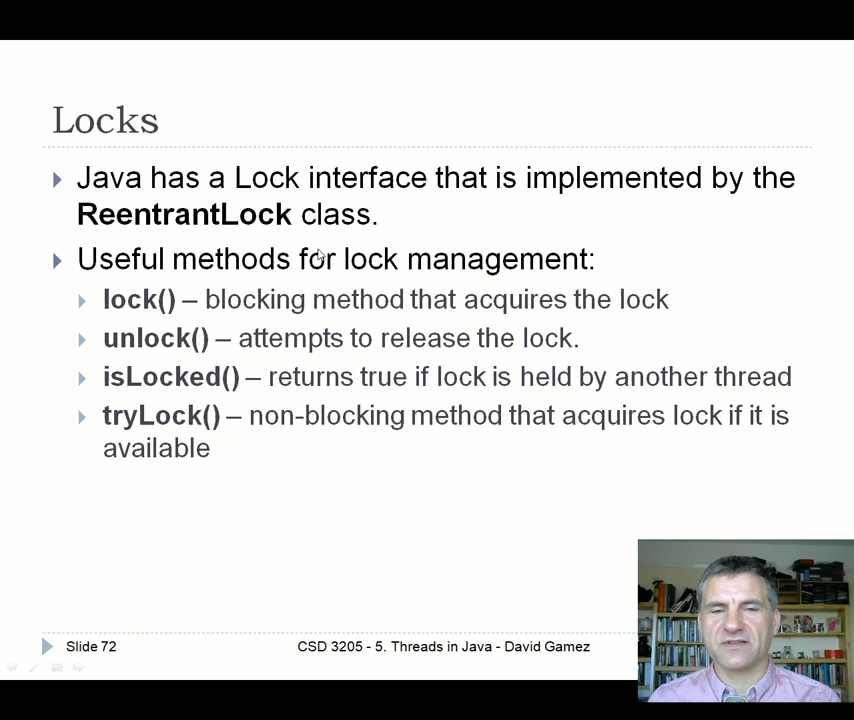 Locks
Java has a Lock interface that is implemented by the
ReentrantLock class.
Useful methods for lock management:
lock() – blocking method that acquires the lock
unlock() – attempts to release the lock.
isLocked() – returns true if lock is held by another thread
tryLock() – non-blocking method that acquires lock if it is
available
Slide 72
CSD 3205 - 5. Threads in Java - David Gamez